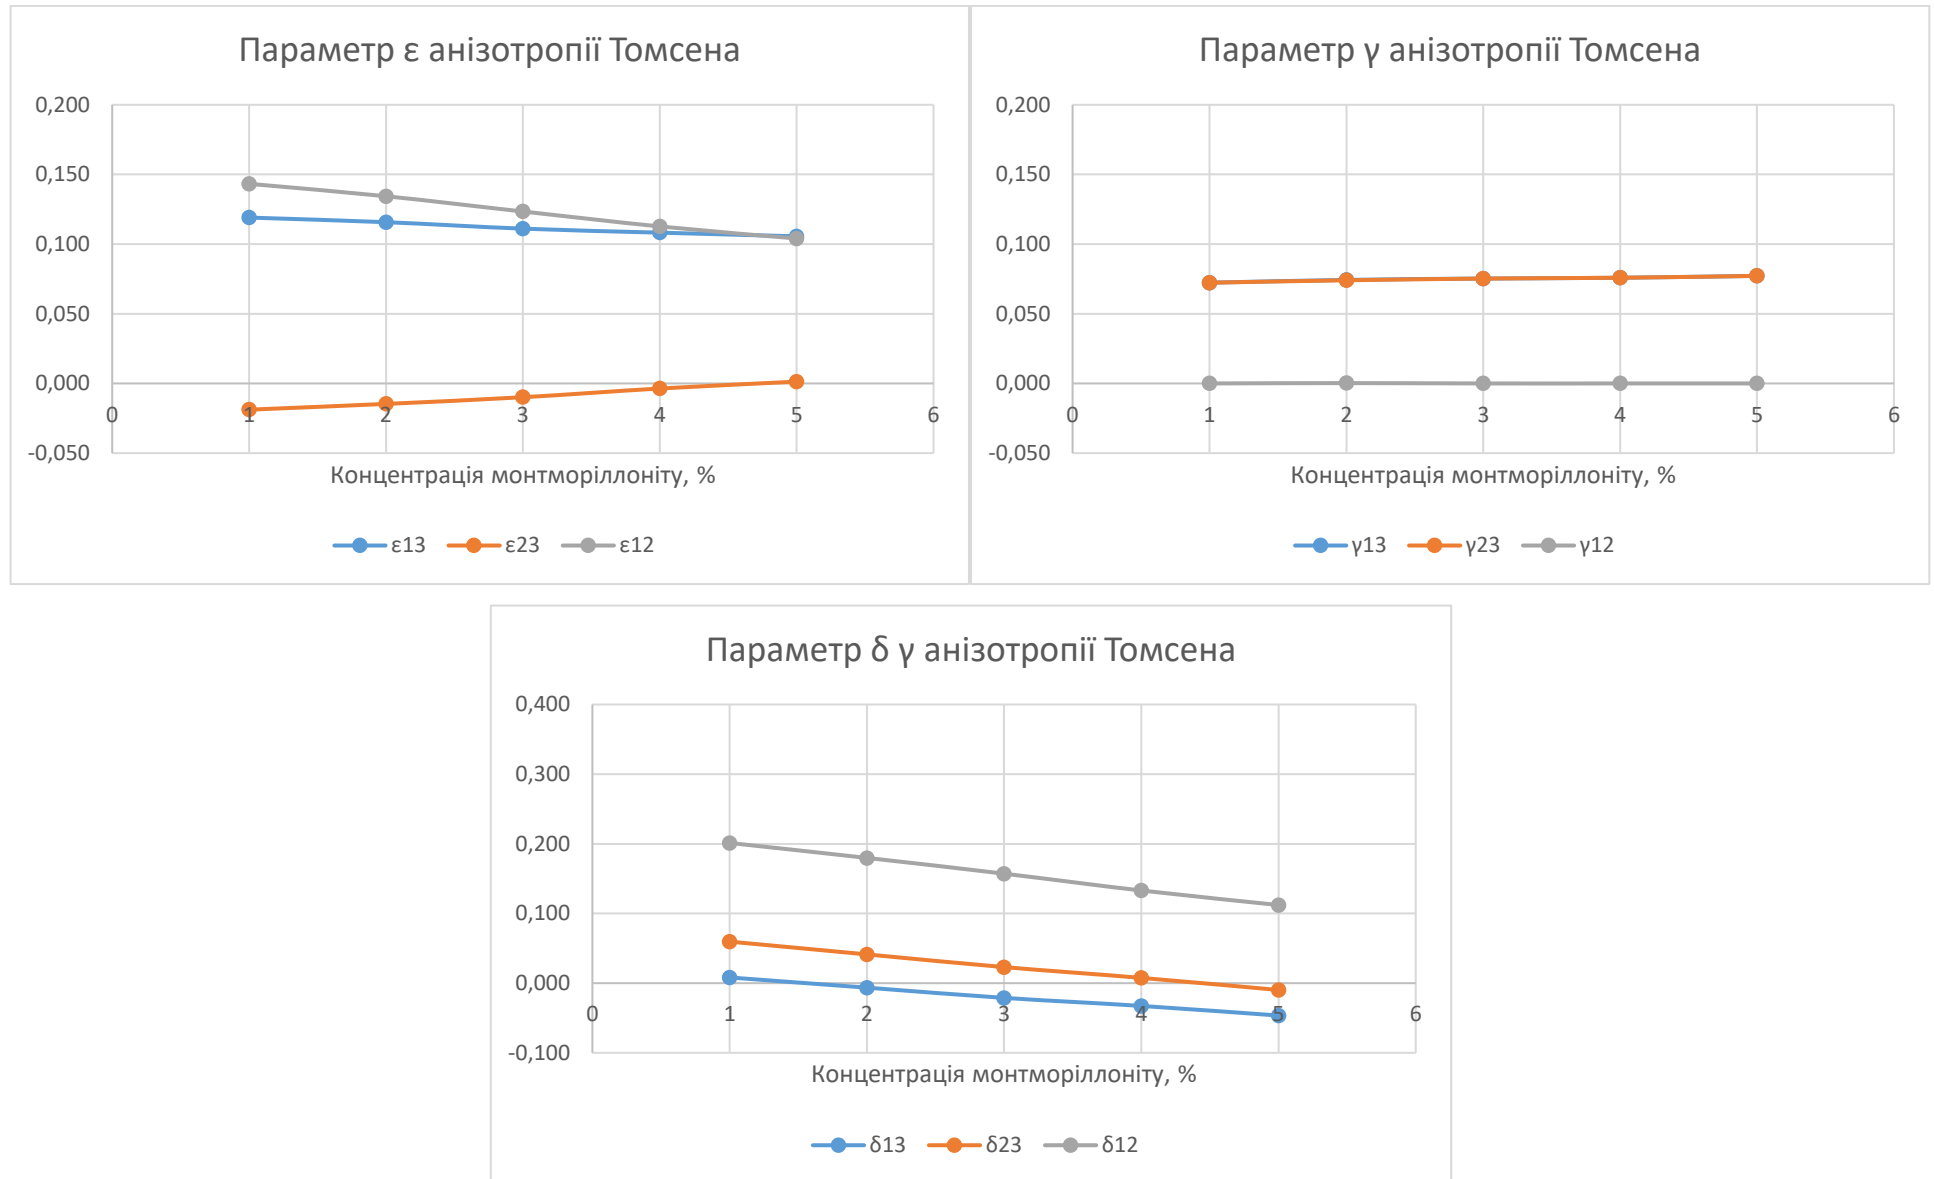 Параметр ε анізотропії Томсена
0,200
0,150
0,100
0,050
0,000
-0,050
0 1 2 3 4 5 6
Концентрація монтморіллоніту, %
ε13 ε23 ε12
Параметр γ анізотропії Томсена
0,200
0,150
0,100
0,050
0,000
-0,050
0 1 2 3 4 5 6
Концентрація монтморіллоніту, %
γ13 γ23 γ12
Параметр δ γ анізотропії Томсена
0,400
0,300
0,200
0,100
0,000
-0,100
0 1 2 3 4 5 6
Концентрація монтморіллоніту, %
δ13 δ23 δ12